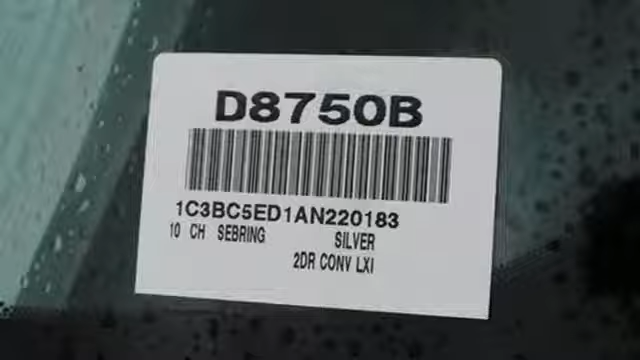 D8750B
1C3BC5ED1AN220183
10 CH SEBRING SILVER
2DR CONV LXI